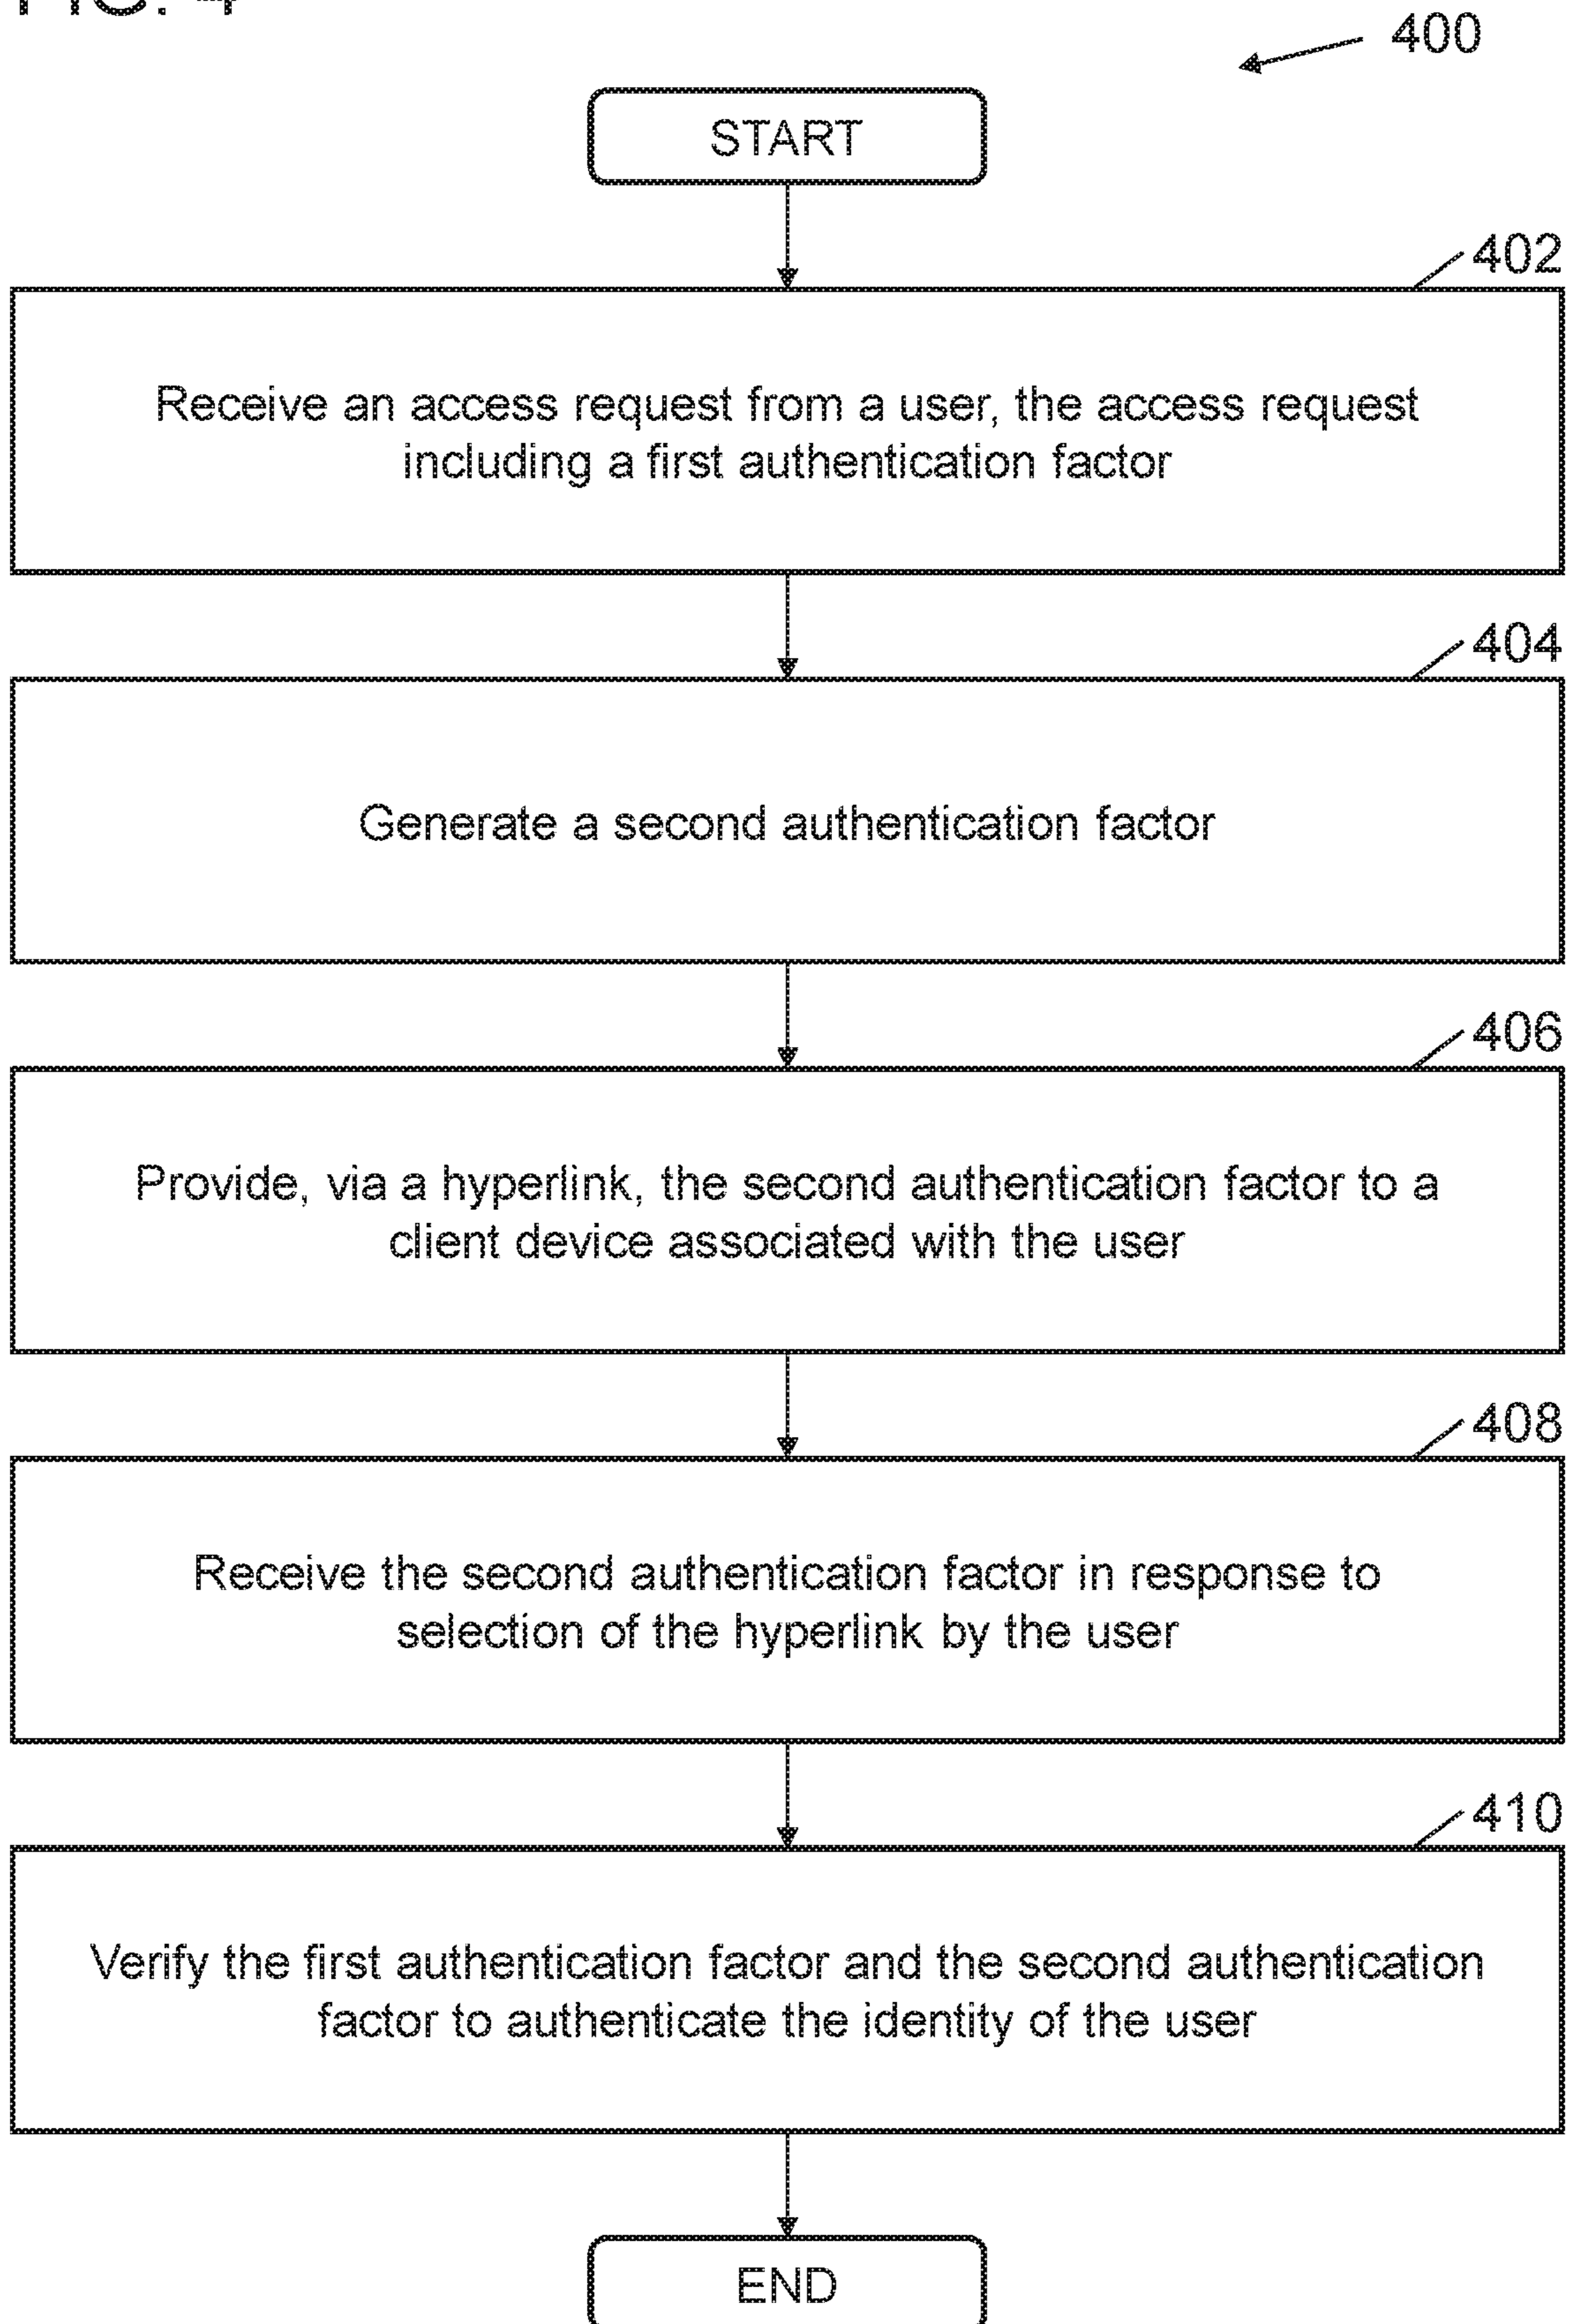 FIG. 4
400
START
402
Receive an access request from a user, the access request
including a first authentication factor
404
Generate a second authentication factor
406
Provide, via a hyperlink, the second authentication factor to a
client device associated with the user
408
Receive the second authentication factor in response to
selection of the hyperlink by the user
410
Verify the first authentication factor and the second authentication
factor to authenticate the identity of the user
END